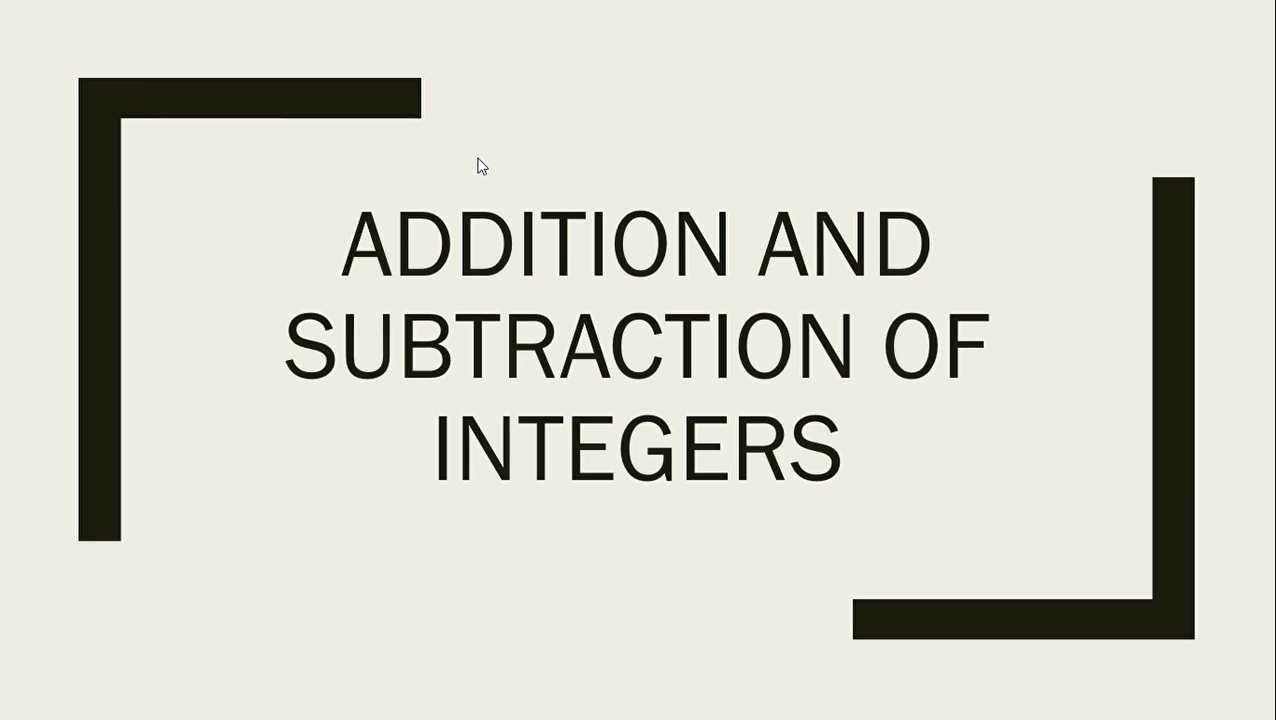 ADDITION AND
SUBTRACTION OF
INTEGERS